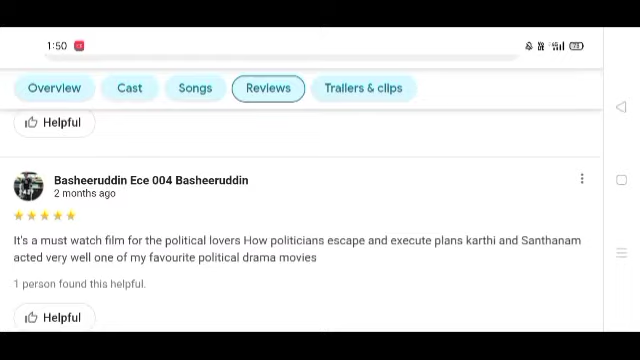 1:50
73
Overview Cast Songs Reviews Trailers & clips
Helpful
Basheeruddin Ece 004 Basheeruddin
2 months ago
It's a must watch film for the political lovers How politicians escape and execute plans karthi and Santhanam
acted very well one of my favourite political drama movies
1 person found this helpful.
Helpful